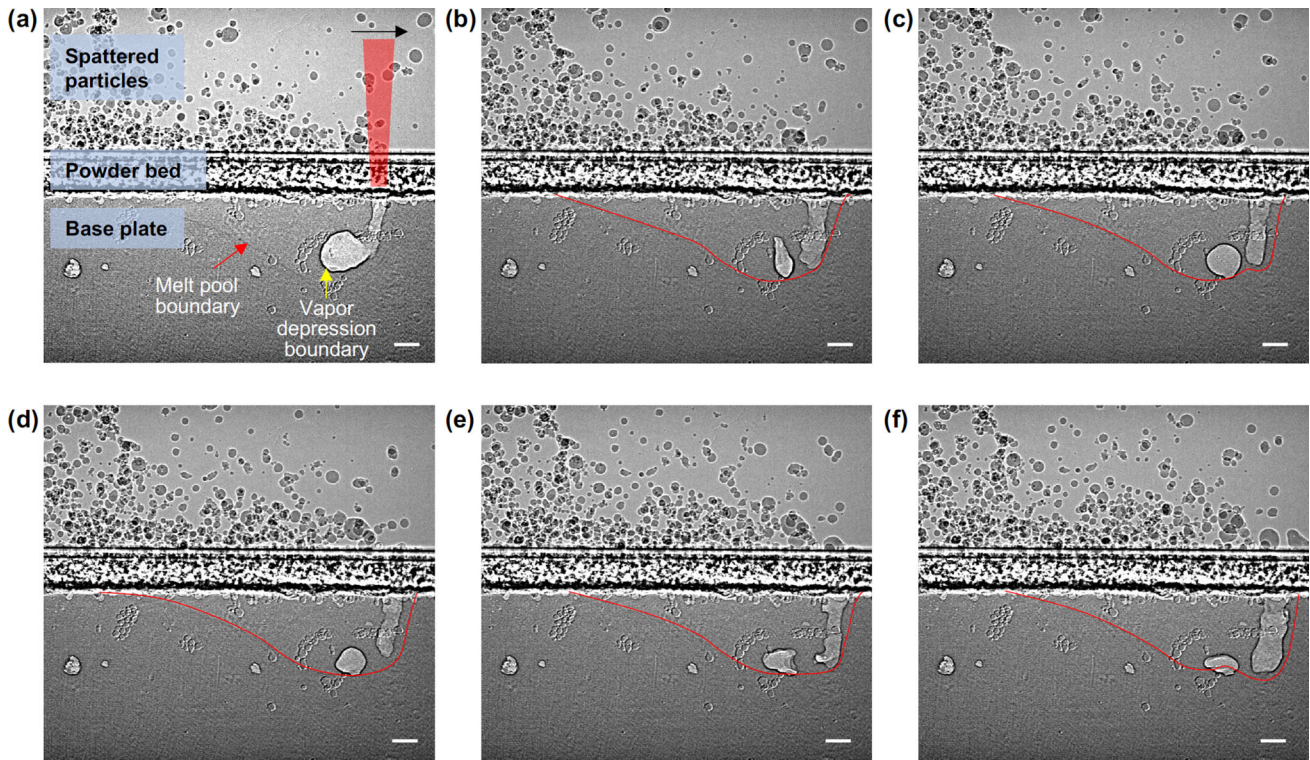 (a)
Spattered
particles
Powder bed
Base plate
Melt pool
boundary
Vapor
depression
boundary
(b)
(c)
(d)
(e)
(f)